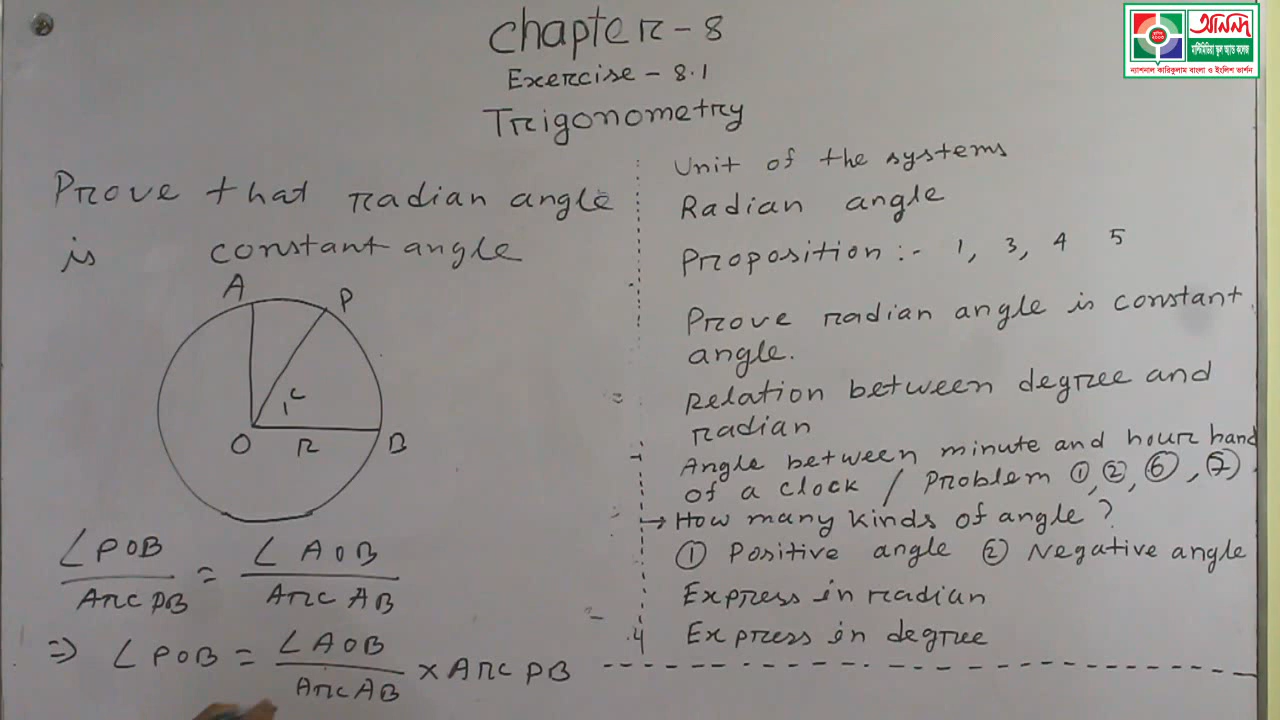 Chapter - 8
Exercise - 8.1
Trigonometry
আনন্দ
মাল্টিমিডিয়া স্কুল অ্যান্ড কলেজ
ন্যাশনাল কারিকুলাম বাংলা ও ইংলিশ ভার্শন
Prove that radian angle
is constant angle
A
P
1ᶜ
O
r
B
∠POB / Arc PB = ∠AOB / Arc AB
⇒ ∠POB = ∠AOB / Arc AB × Arc PB
Unit of the systems
Radian angle
Proposition :- 1, 3, 4 5
Prove radian angle is constant
angle.
Relation between degree and
radian
Angle between minute and hour hand
of a clock / Problem ①, ②, ⑥, ⑦
→ How many kinds of angle ?
① Positive angle ② Negative angle
Express in radian
Express in degree